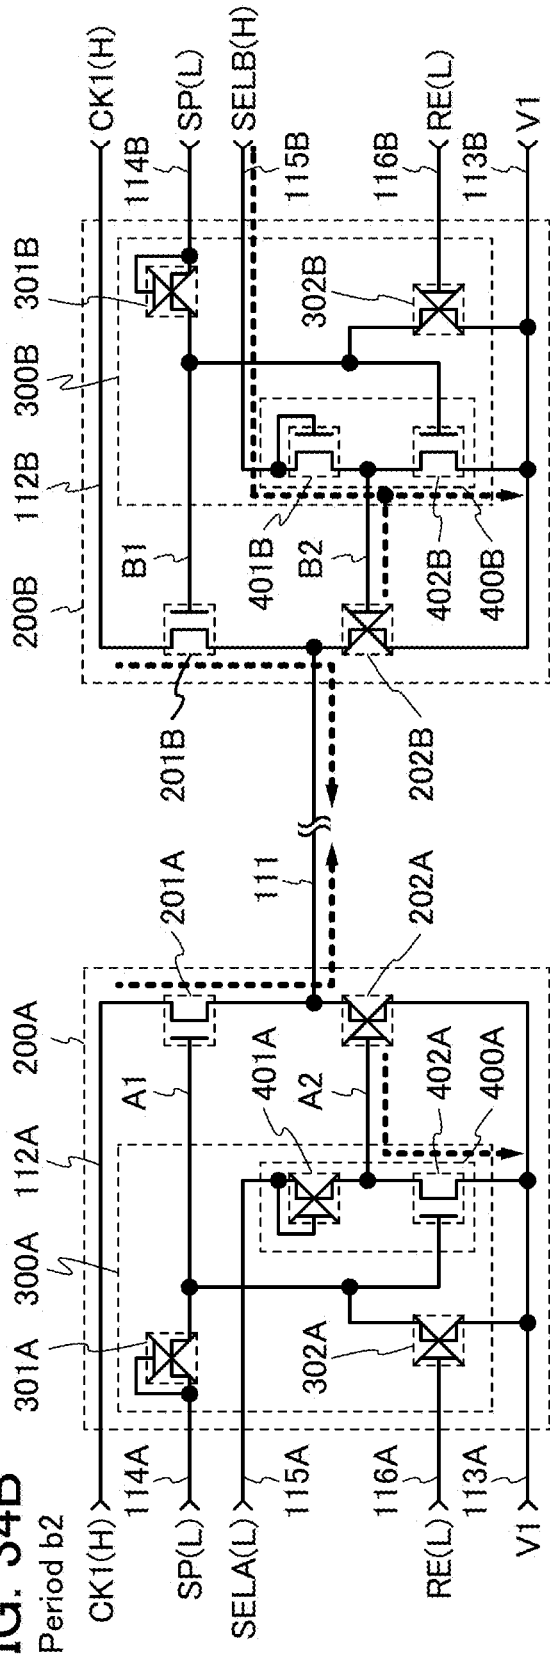 IG. 34B
Period b2
301A
300A
112A
200A
200B
112B
300B
301B
CK1(H)
CK1(H)
114A
A1
201A
201B
B1
114B
SP(L)
SP(L)
SELA(L)
115A
401A
111
401B
SELB(H)
115B
A2
B2
302A
202A
202B
302B
116A
402A
402B
116B
RE(L)
RE(L)
400A
400B
113A
113B
V1
V1